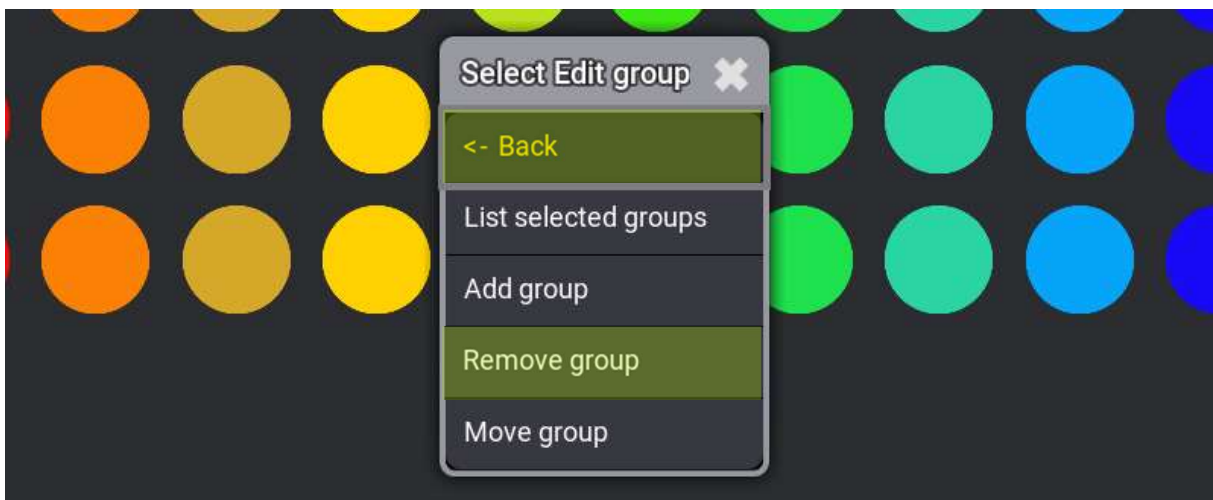 Select Edit group
<- Back
List selected groups
Add group
Remove group
Move group